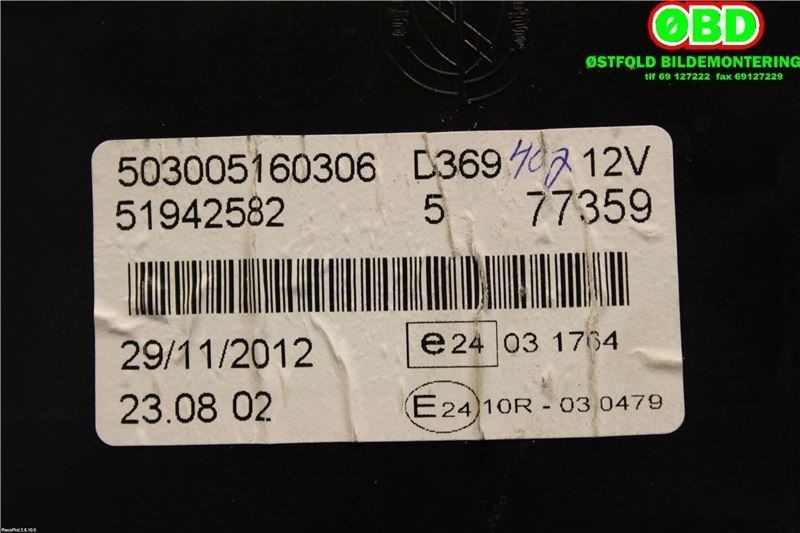 ØBD
ØSTFOLD BILDEMONTERING
tlf 69 127222 fax 69127229
503005160306 D369 402 12V
51942582 5 77359
29/11/2012 e24 03 1764
23.08 02 E24 10R - 03 0479